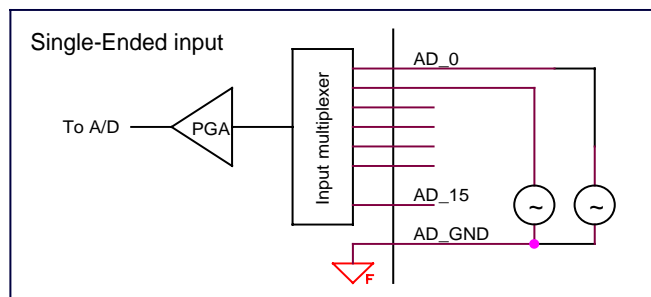 Single-Ended input
AD_0
To A/D
PGA
Input multiplexer
AD_15
AD_GND
~
~
F